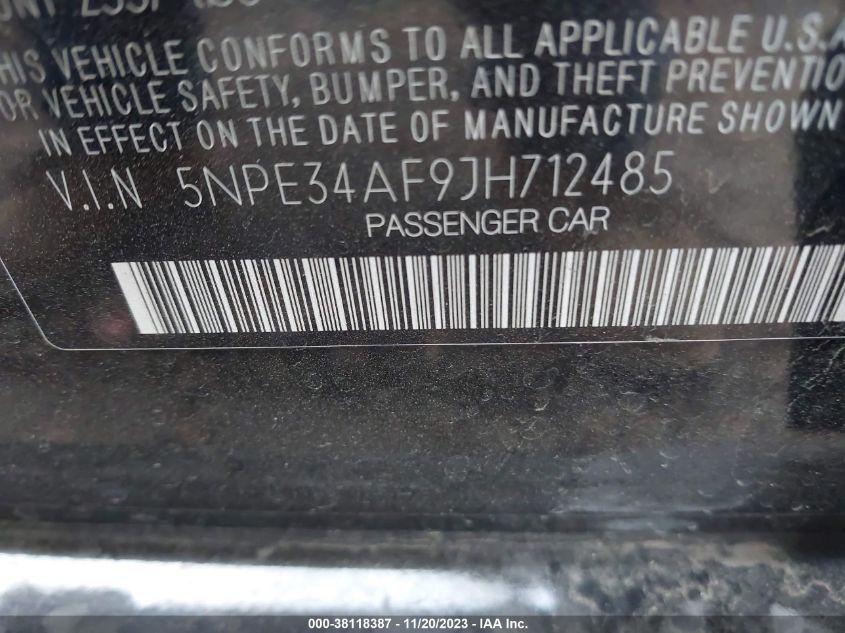 THIS VEHICLE CONFORMS TO ALL APPLICABLE U.S.A
OR VEHICLE SAFETY, BUMPER, AND THEFT PREVENTIO
IN EFFECT ON THE DATE OF MANUFACTURE SHOWN
V.I.N 5NPE34AF9JH712485
PASSENGER CAR
000-38118387 - 11/20/2023 - IAA Inc.